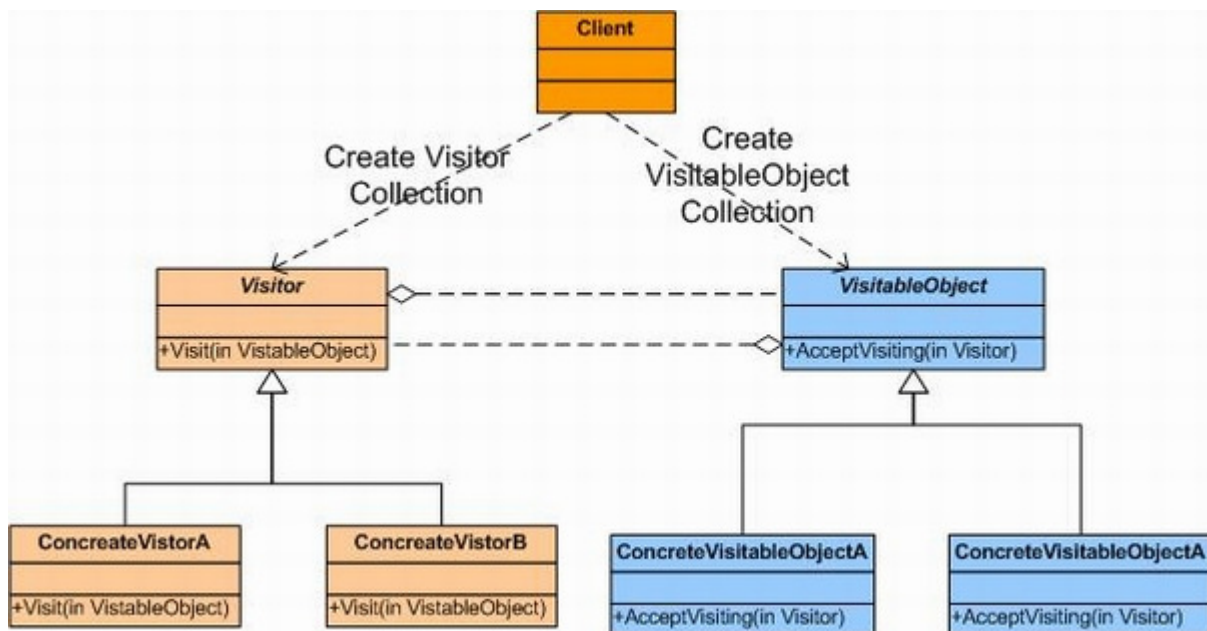 Client
Create Visitor
Collection
Create
VisitableObject
Collection
Visitor
+Visit(in VistableObject)
VisitableObject
+AcceptVisiting(in Visitor)
ConcreateVistorA
+Visit(in VistableObject)
ConcreateVistorB
+Visit(in VistableObject)
ConcreteVisitableObjectA
+AcceptVisiting(in Visitor)
ConcreteVisitableObjectA
+AcceptVisiting(in Visitor)